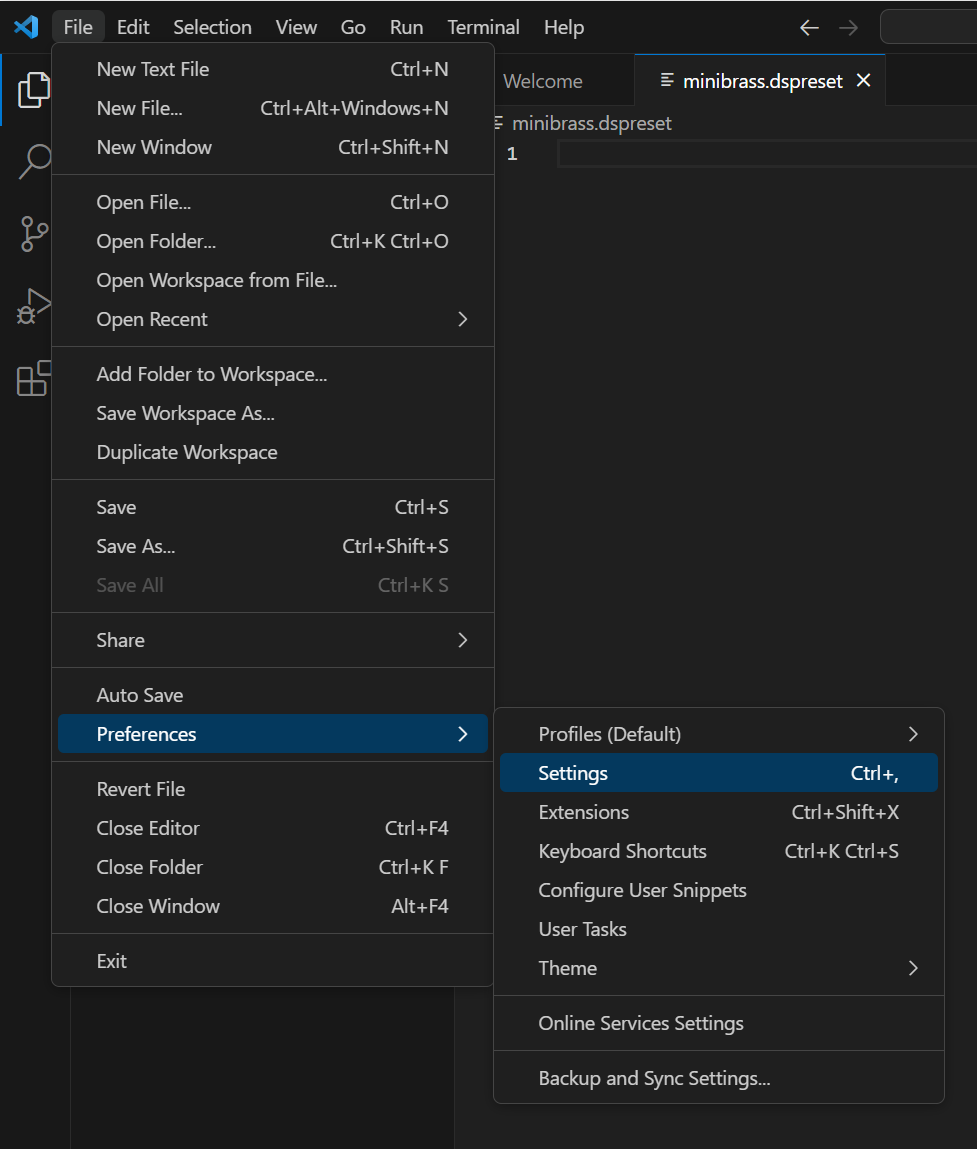 File Edit Selection View Go Run Terminal Help
Welcome minibrass.dspreset
minibrass.dspreset
1
New Text File Ctrl+N
New File... Ctrl+Alt+Windows+N
New Window Ctrl+Shift+N
Open File... Ctrl+O
Open Folder... Ctrl+K Ctrl+O
Open Workspace from File...
Open Recent
Add Folder to Workspace...
Save Workspace As...
Duplicate Workspace
Save Ctrl+S
Save As... Ctrl+Shift+S
Save All Ctrl+K S
Share
Auto Save
Preferences
Revert File
Close Editor Ctrl+F4
Close Folder Ctrl+K F
Close Window Alt+F4
Exit
Profiles (Default)
Settings Ctrl+,
Extensions Ctrl+Shift+X
Keyboard Shortcuts Ctrl+K Ctrl+S
Configure User Snippets
User Tasks
Theme
Online Services Settings
Backup and Sync Settings...